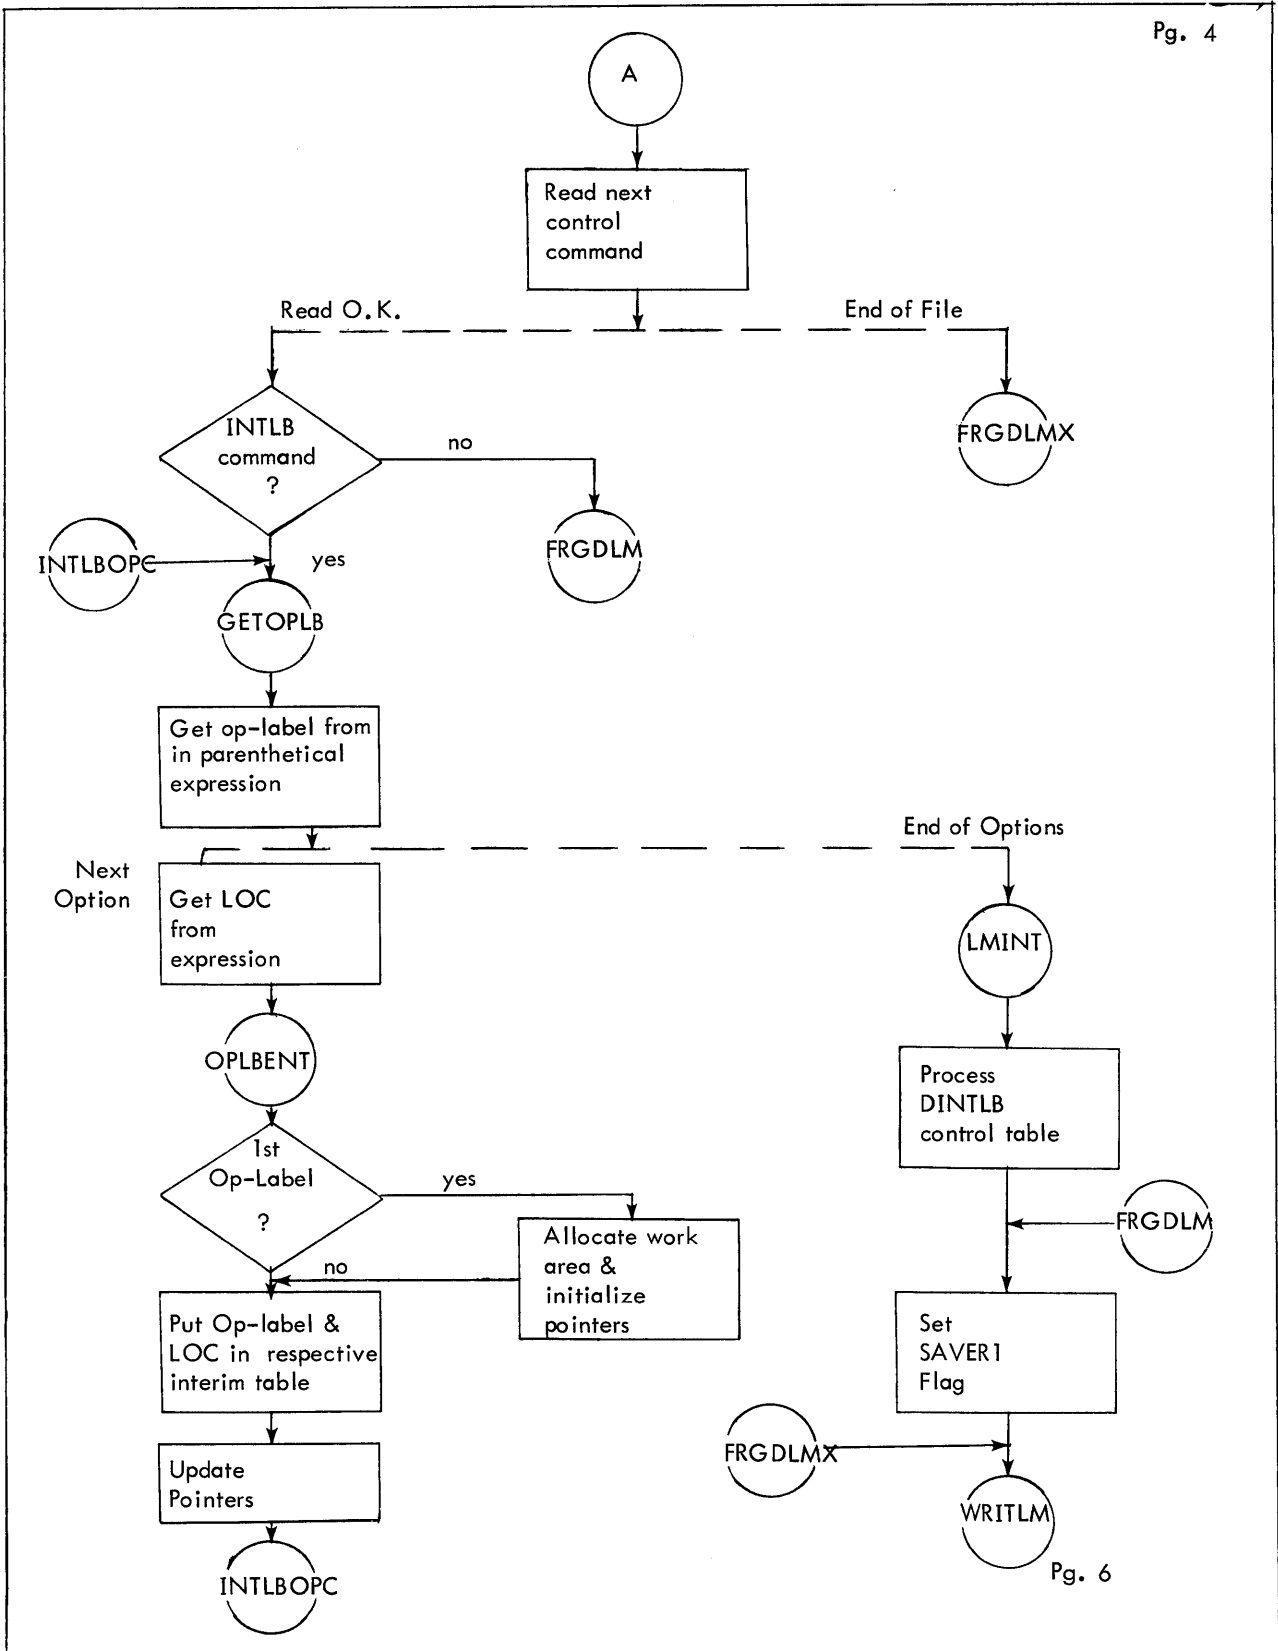 Pg. 4
A
Read next
control
command
Read O.K.
End of File
INTLB
command
?
no
FRGDLMX
FRGDLM
INTLBOPC
yes
GETOPLB
Get op-label from
in parenthetical
expression
End of Options
Next
Option
Get LOC
from
expression
LMINT
OPLBENT
Process
DINTLB
control table
1st
Op-Label
?
yes
FRGDLM
Allocate work
area &
initialize
pointers
no
Put Op-label &
LOC in respective
interim table
Set
SAVER1
Flag
FRGDLMX
Update
Pointers
WRITLM
Pg. 6
INTLBOPC